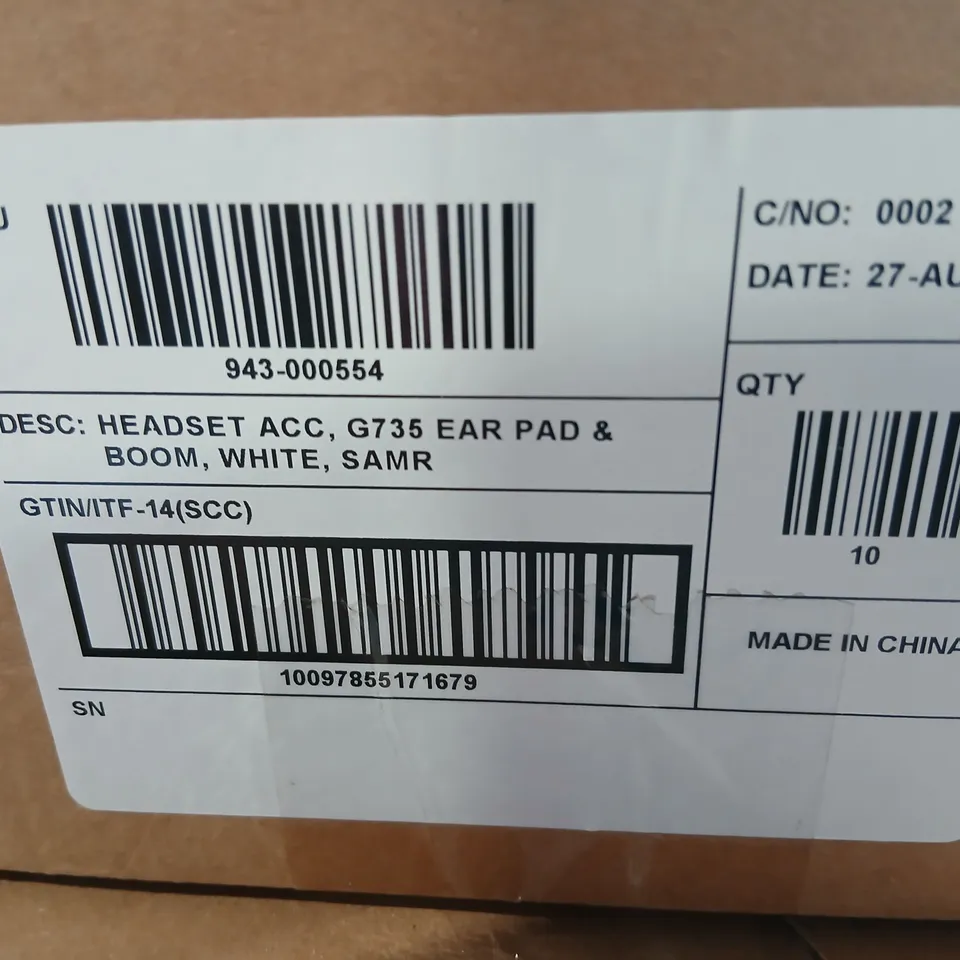 943-000554
C/NO: 0002
DATE: 27-AU
DESC: HEADSET ACC, G735 EAR PAD &
BOOM, WHITE, SAMR
QTY
10
GTIN/ITF-14(SCC)
10097855171679
MADE IN CHINA
SN